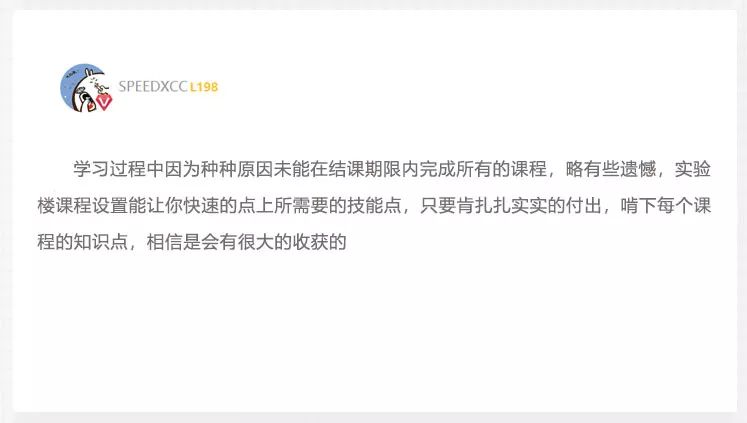 SPEEDXCC L198
学习过程中因为种种原因未能在结课期限内完成所有的课程，略有些遗憾，实验
楼课程设置能让你快速的点上所需要的技能点，只要肯扎扎实实的付出，啃下每个课
程的知识点，相信是会有很大的收获的